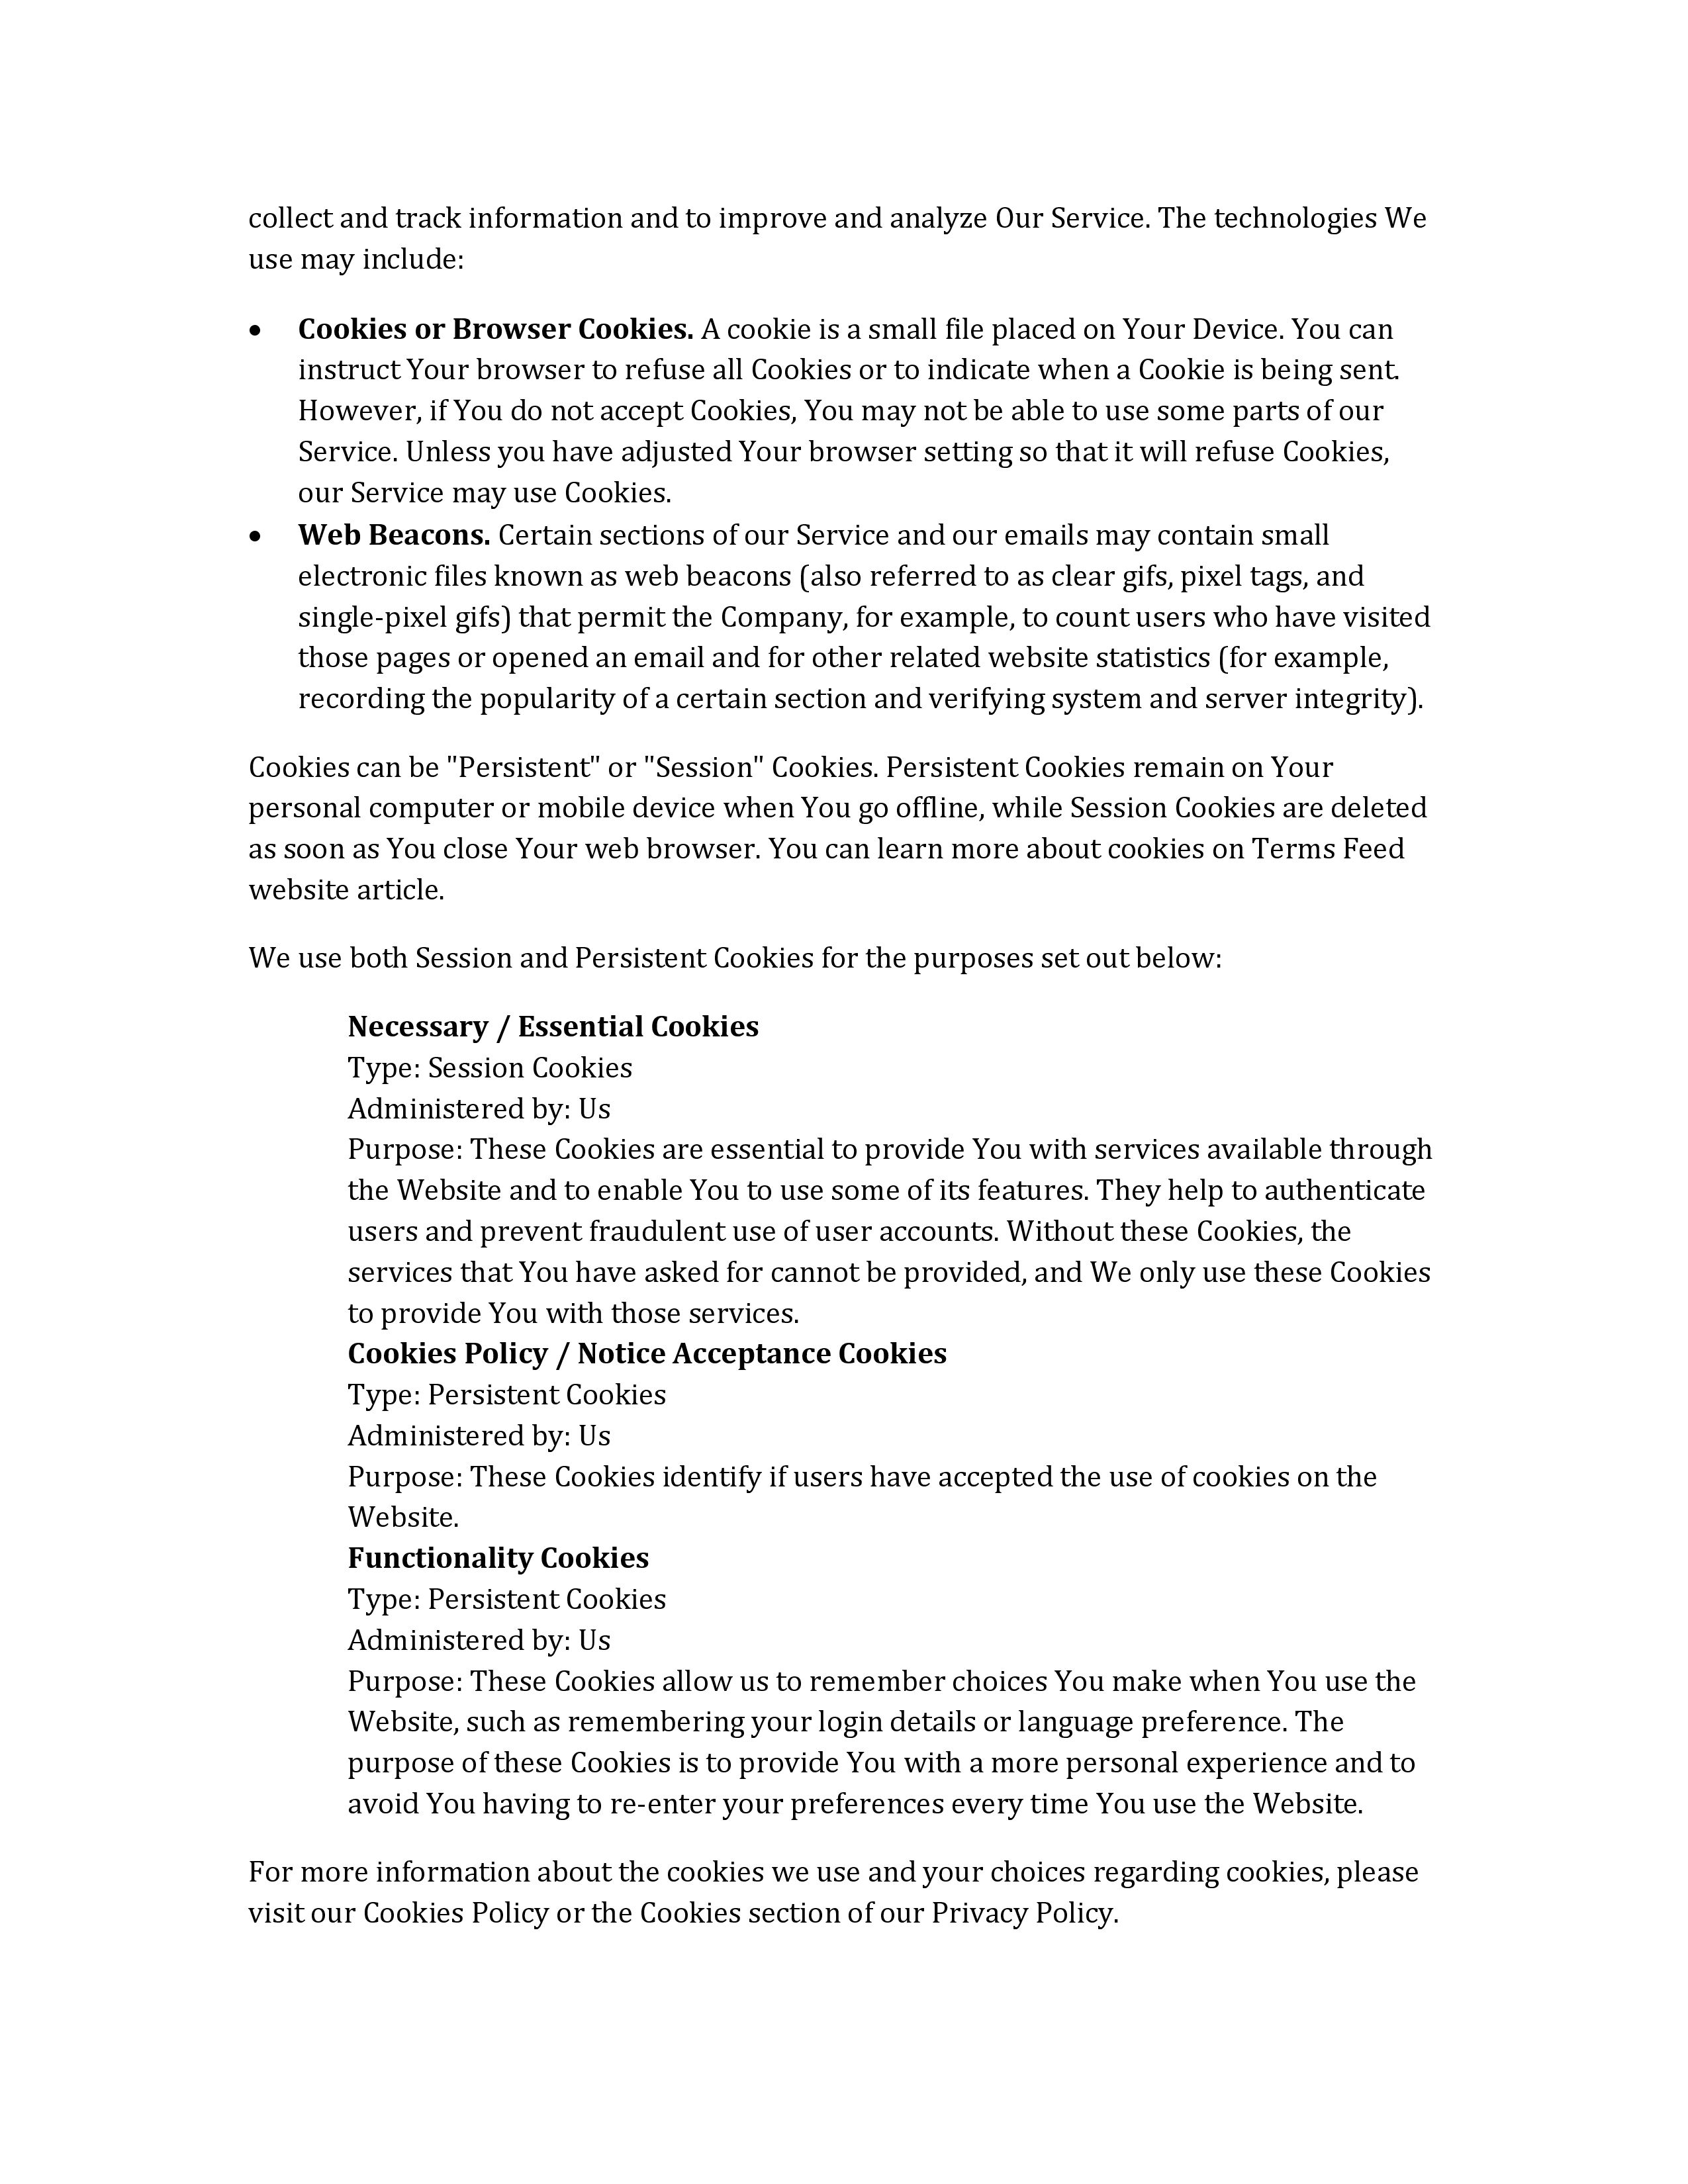 collect and track information and to improve and analyze Our Service. The technologies We
use may include:
• Cookies or Browser Cookies. A cookie is a small file placed on Your Device. You can
instruct Your browser to refuse all Cookies or to indicate when a Cookie is being sent.
However, if You do not accept Cookies, You may not be able to use some parts of our
Service. Unless you have adjusted Your browser setting so that it will refuse Cookies,
our Service may use Cookies.
• Web Beacons. Certain sections of our Service and our emails may contain small
electronic files known as web beacons (also referred to as clear gifs, pixel tags, and
single-pixel gifs) that permit the Company, for example, to count users who have visited
those pages or opened an email and for other related website statistics (for example,
recording the popularity of a certain section and verifying system and server integrity).
Cookies can be "Persistent" or "Session" Cookies. Persistent Cookies remain on Your
personal computer or mobile device when You go offline, while Session Cookies are deleted
as soon as You close Your web browser. You can learn more about cookies on Terms Feed
website article.
We use both Session and Persistent Cookies for the purposes set out below:
Necessary / Essential Cookies
Type: Session Cookies
Administered by: Us
Purpose: These Cookies are essential to provide You with services available through
the Website and to enable You to use some of its features. They help to authenticate
users and prevent fraudulent use of user accounts. Without these Cookies, the
services that You have asked for cannot be provided, and We only use these Cookies
to provide You with those services.
Cookies Policy / Notice Acceptance Cookies
Type: Persistent Cookies
Administered by: Us
Purpose: These Cookies identify if users have accepted the use of cookies on the
Website.
Functionality Cookies
Type: Persistent Cookies
Administered by: Us
Purpose: These Cookies allow us to remember choices You make when You use the
Website, such as remembering your login details or language preference. The
purpose of these Cookies is to provide You with a more personal experience and to
avoid You having to re-enter your preferences every time You use the Website.
For more information about the cookies we use and your choices regarding cookies, please
visit our Cookies Policy or the Cookies section of our Privacy Policy.